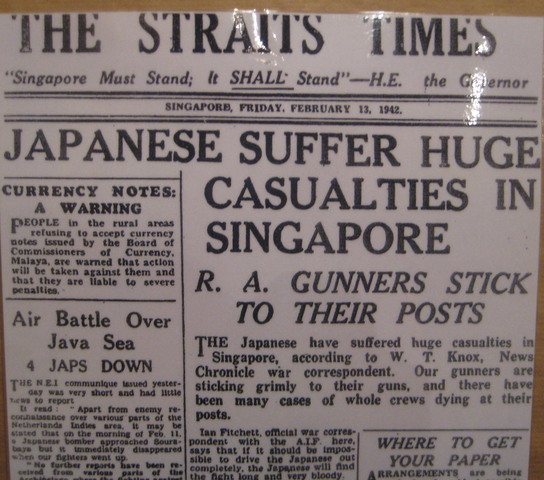 THE STRAITS TIMES
"Singapore Must Stand; It SHALL Stand"—H.E. the Governor
SINGAPORE, FRIDAY, FEBRUARY 13, 1942.
JAPANESE SUFFER HUGE
CASUALTIES IN
SINGAPORE
R. A. GUNNERS STICK
TO THEIR POSTS
THE Japanese have suffered huge casualties in
Singapore, according to W. T. Knox, News
Chronicle war correspondent. Our gunners are
sticking grimly to their guns, and there have
been many cases of whole crews dying at their
posts.
Ian Fitchett, official war corres-
pondent with the A.I.F. here,
says that if it should be impos-
sible to drive the Japanese out
completely, the Japanese will find
the fight long and very bloody.
WHERE TO GET
YOUR PAPER
ARRANGEMENTS are being
CURRENCY NOTES:
A WARNING
PEOPLE in the rural areas
refusing to accept currency
notes issued by the Board of
Commissioners of Currency,
Malaya, are warned that action
will be taken against them and
that they are liable to severe
penalties.
Air Battle Over
Java Sea
4 JAPS DOWN
THE N.E.I communique issued yester-
day was very short and had little
news to report
It read: "Apart from enemy re-
connaissance over various parts of the
Netherlands Indies area, it may be
stated that on the morning of Feb. 11,
a Japanese bomber approached Soura-
baya but it immediately disappeared
when our fighters went up.
"No further reports have been re-
ceived from various parts of the